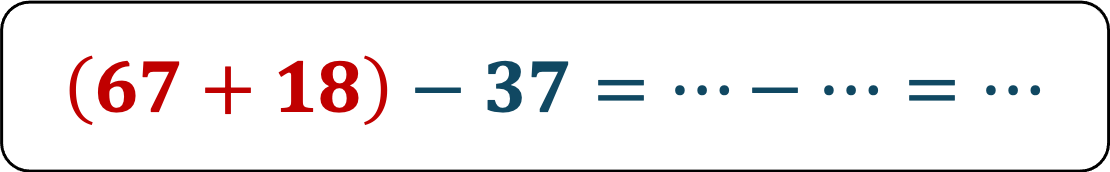 (67 + 18) − 37 = ⋯ − ⋯ = ⋯